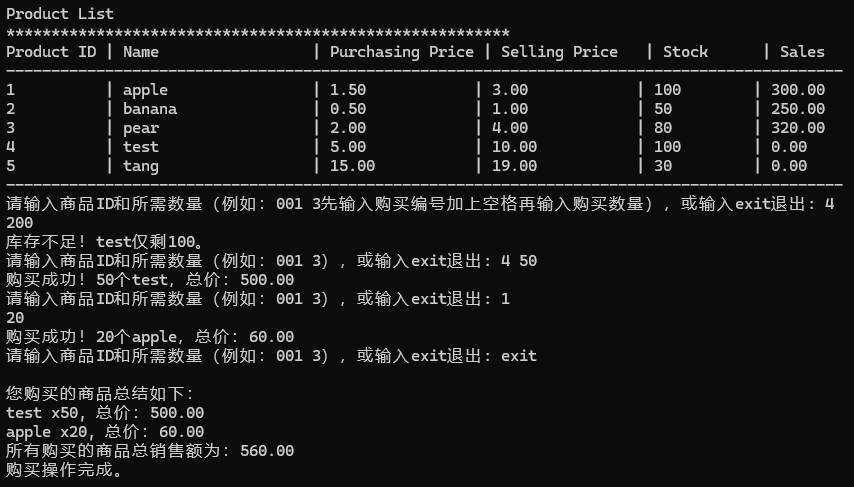 Product List
********************************************************
Product ID | Name | Purchasing Price | Selling Price | Stock | Sales
---------------------------------------------------------------------------------------------
1 | apple | 1.50 | 3.00 | 100 | 300.00
2 | banana | 0.50 | 1.00 | 50 | 250.00
3 | pear | 2.00 | 4.00 | 80 | 320.00
4 | test | 5.00 | 10.00 | 100 | 0.00
5 | tang | 15.00 | 19.00 | 30 | 0.00
---------------------------------------------------------------------------------------------
请输入商品ID和所需数量（例如：001 3先输入购买编号加上空格再输入购买数量），或输入exit退出：4
200
库存不足！test仅剩100。
请输入商品ID和所需数量（例如：001 3），或输入exit退出：4 50
购买成功！50个test，总价：500.00
请输入商品ID和所需数量（例如：001 3），或输入exit退出：1
20
购买成功！20个apple，总价：60.00
请输入商品ID和所需数量（例如：001 3），或输入exit退出：exit
您购买的商品总结如下：
test x50，总价：500.00
apple x20，总价：60.00
所有购买的商品总销售额为：560.00
购买操作完成。